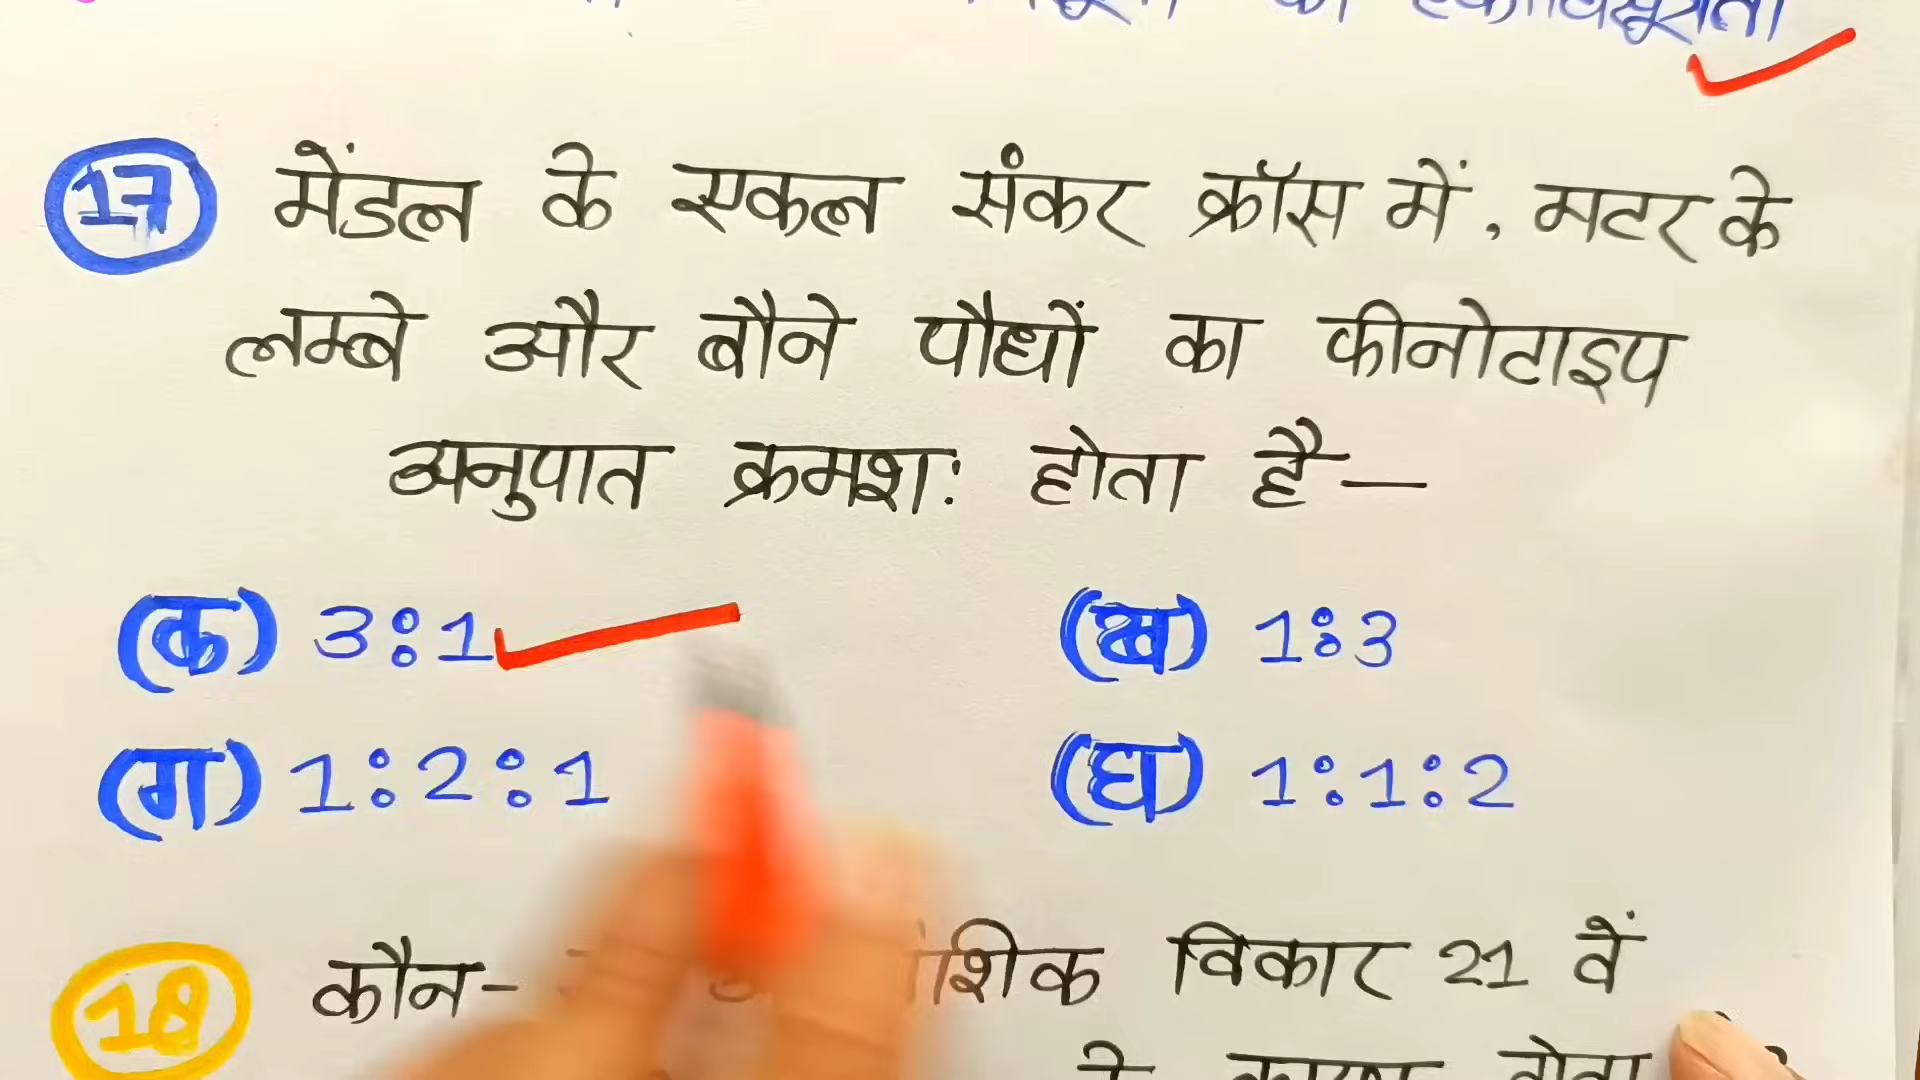 17 मेंडल के एकल संकर क्रॉस में, मटर के
लम्बे और बौने पौधों का फीनोटाइप
अनुपात क्रमशः होता है—
(क) 3:1 (ख) 1:3
(ग) 1:2:1 (घ) 1:1:2
18 कौन- विकार 21 वें